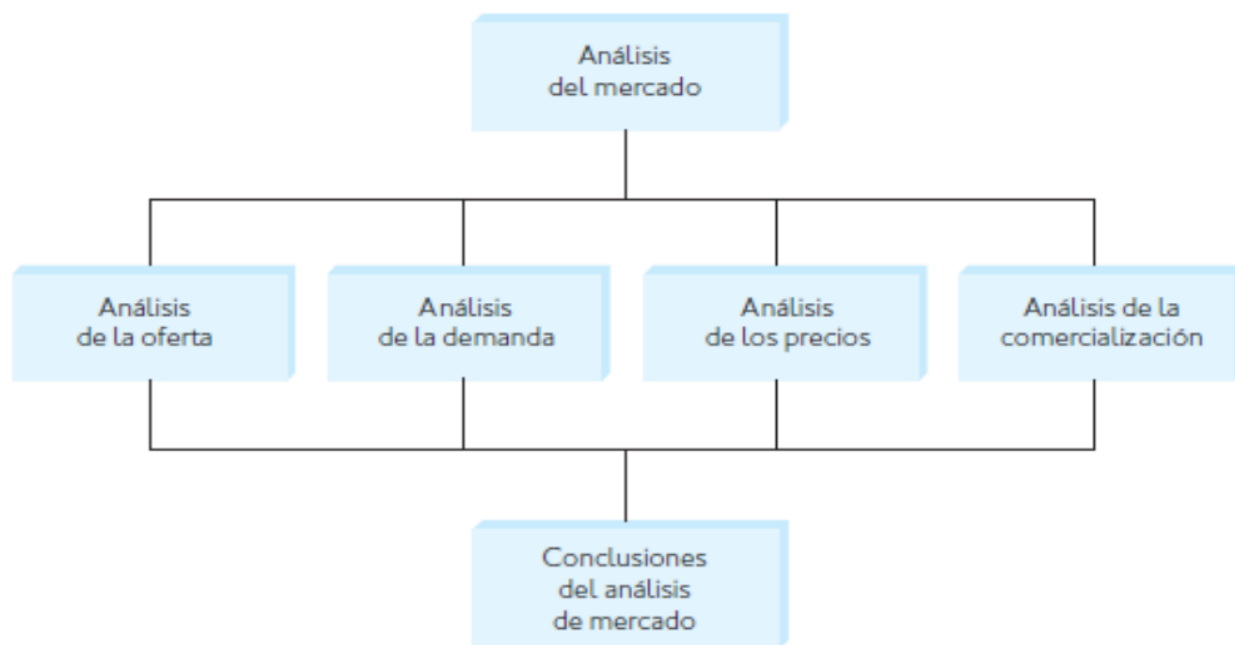 Análisis
del mercado
Análisis
de la oferta
Análisis
de la demanda
Análisis
de los precios
Análisis de la
comercialización
Conclusiones
del análisis
de mercado